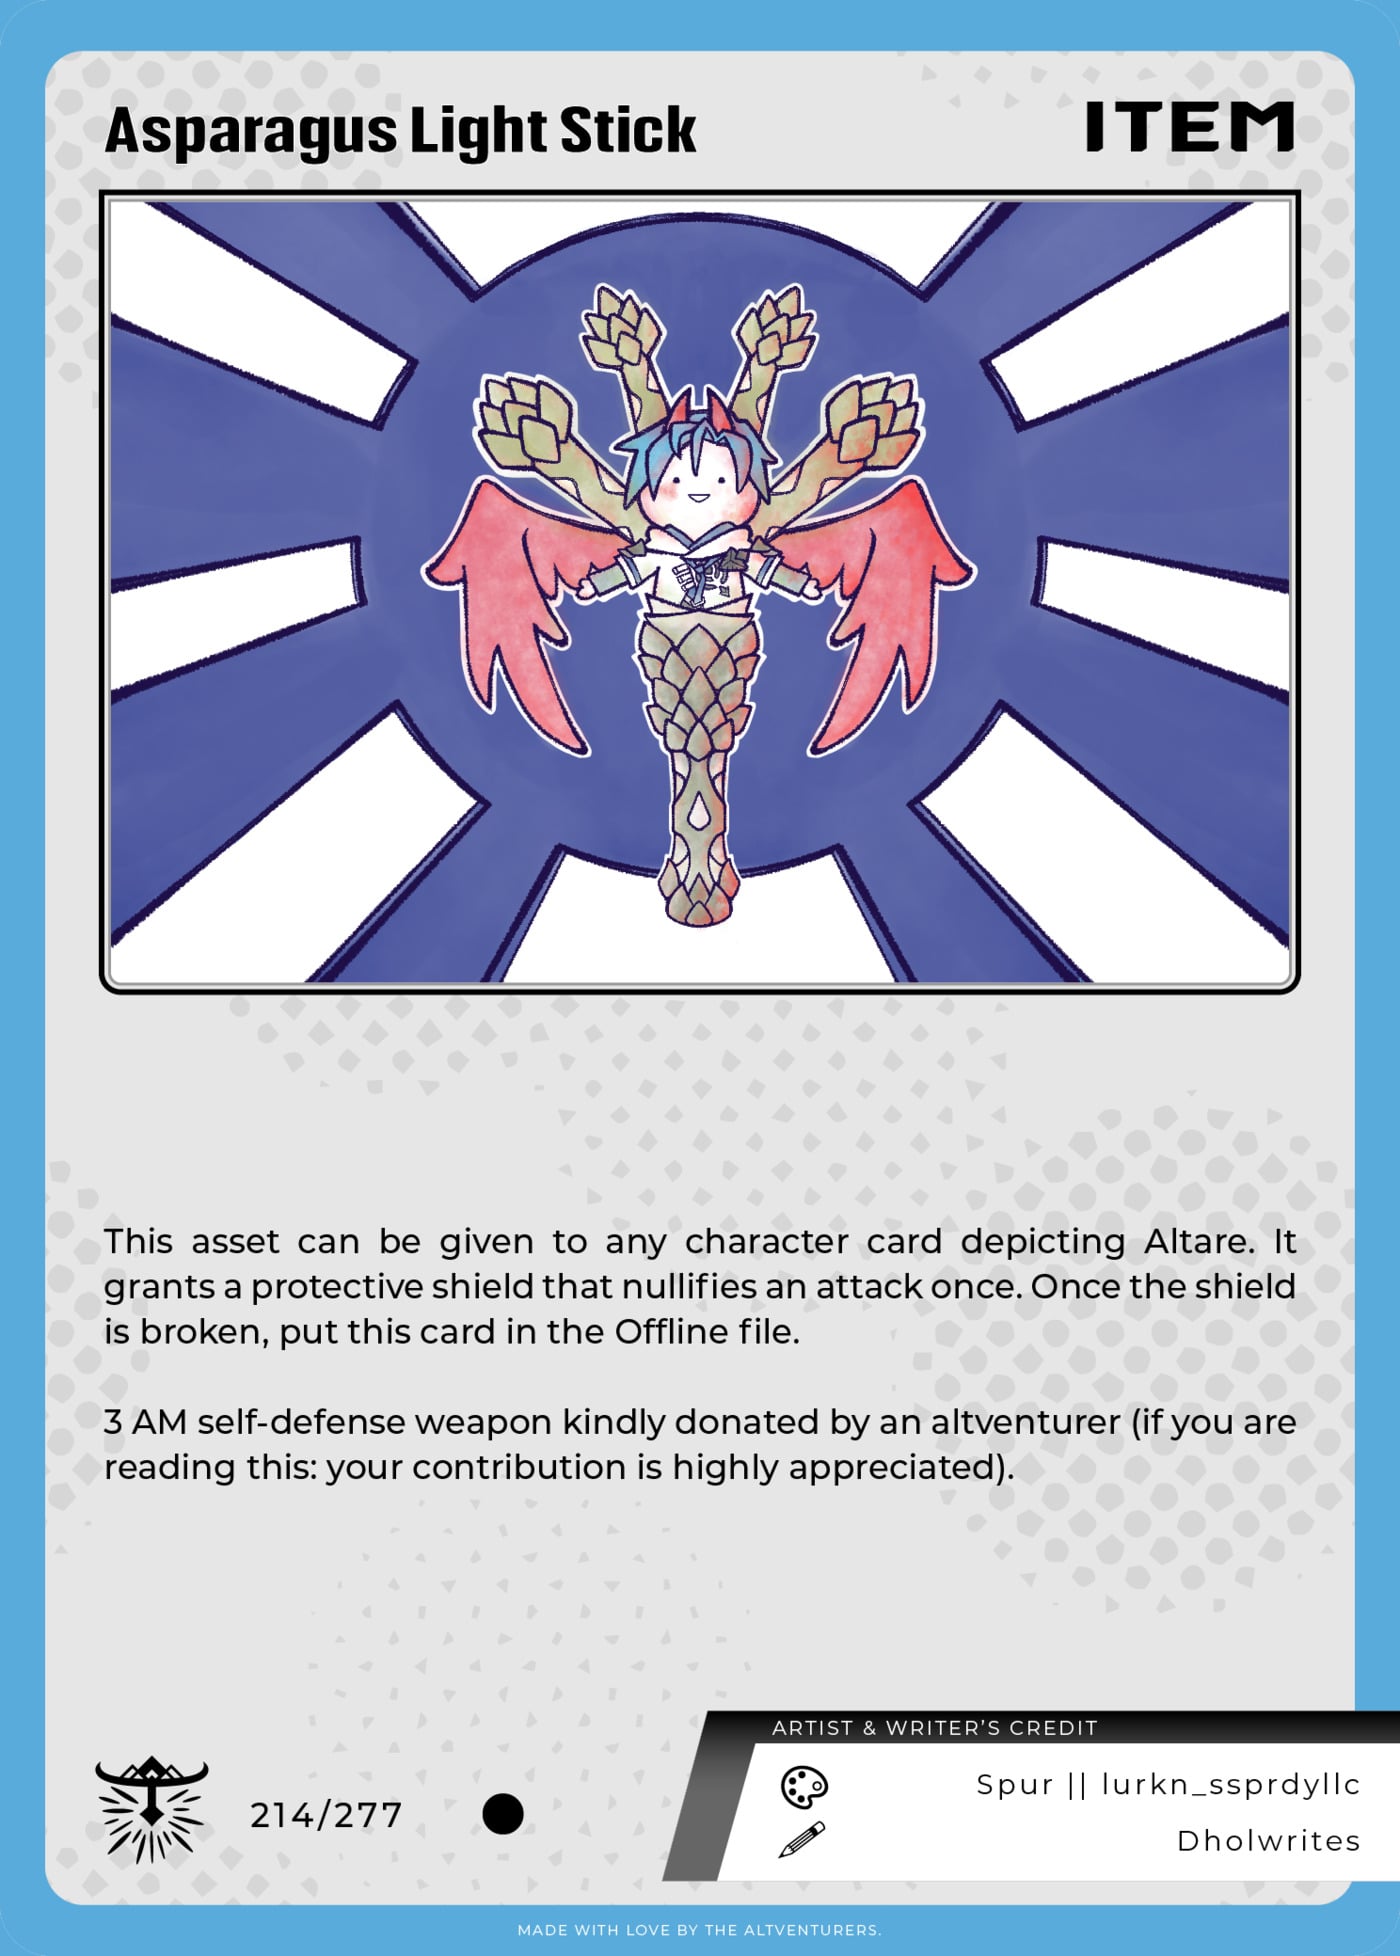 Asparagus Light Stick
ITEM
This asset can be given to any character card depicting Altare. It
grants a protective shield that nullifies an attack once. Once the shield
is broken, put this card in the Offline file.
3 AM self-defense weapon kindly donated by an altventurer (if you are
reading this: your contribution is highly appreciated).
ARTIST & WRITER'S CREDIT
Spur || lurkn_ssprdyllc
Dholwrites
214/277
MADE WITH LOVE BY THE ALTVENTURERS.